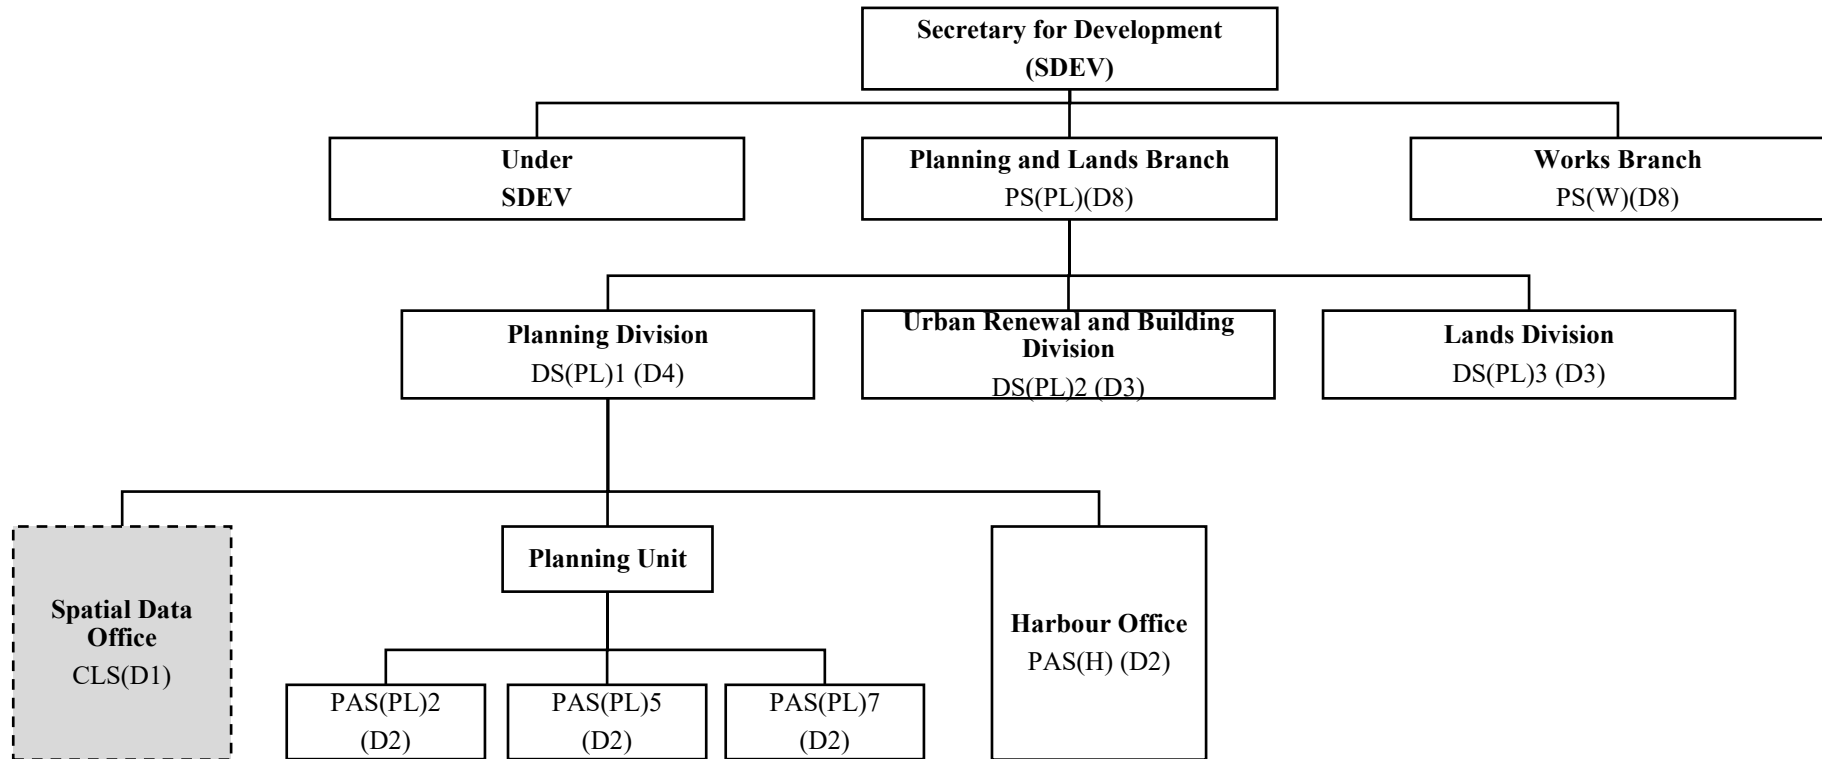 Secretary for Development
(SDEV)
Under
SDEV
Planning and Lands Branch
PS(PL)(D8)
Works Branch
PS(W)(D8)
Planning Division
DS(PL)1 (D4)
Urban Renewal and Building
Division
DS(PL)2 (D3)
Lands Division
DS(PL)3 (D3)
Spatial Data
Office
CLS(D1)
Planning Unit
PAS(PL)2
(D2)
PAS(PL)5
(D2)
PAS(PL)7
(D2)
Harbour Office
PAS(H) (D2)